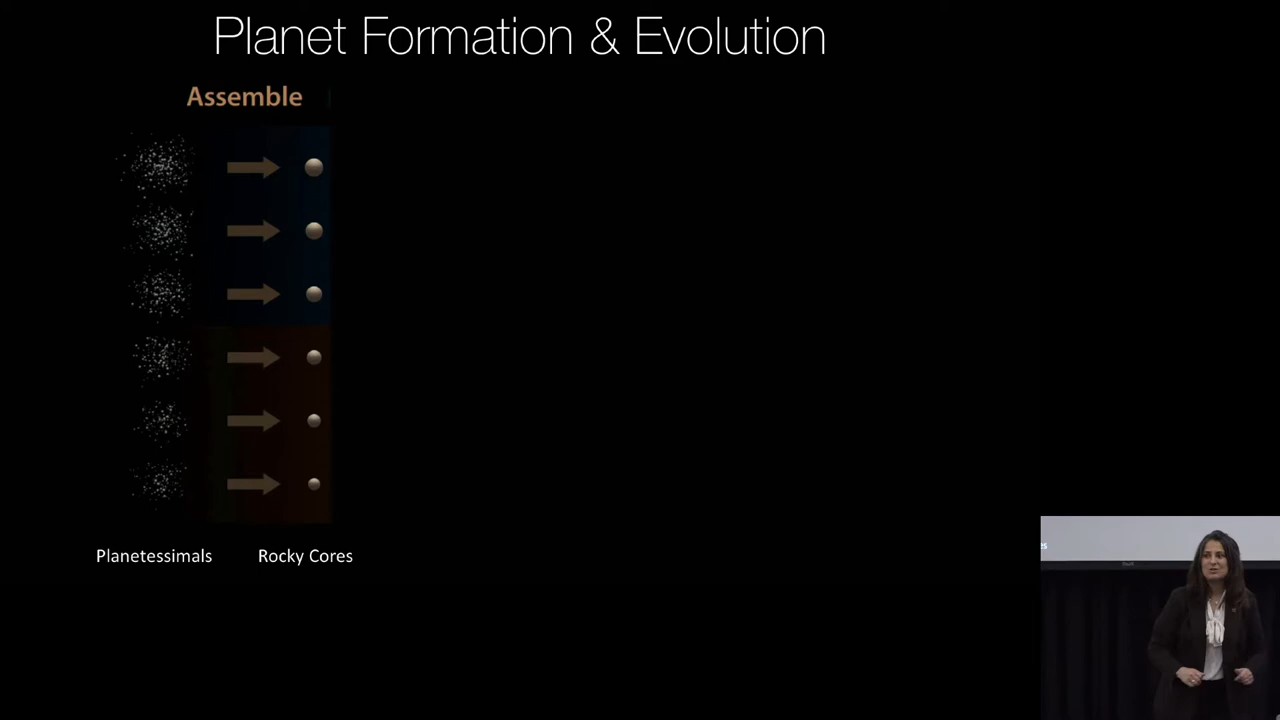 Planet Formation & Evolution
Assemble
Planetessimals
Rocky Cores